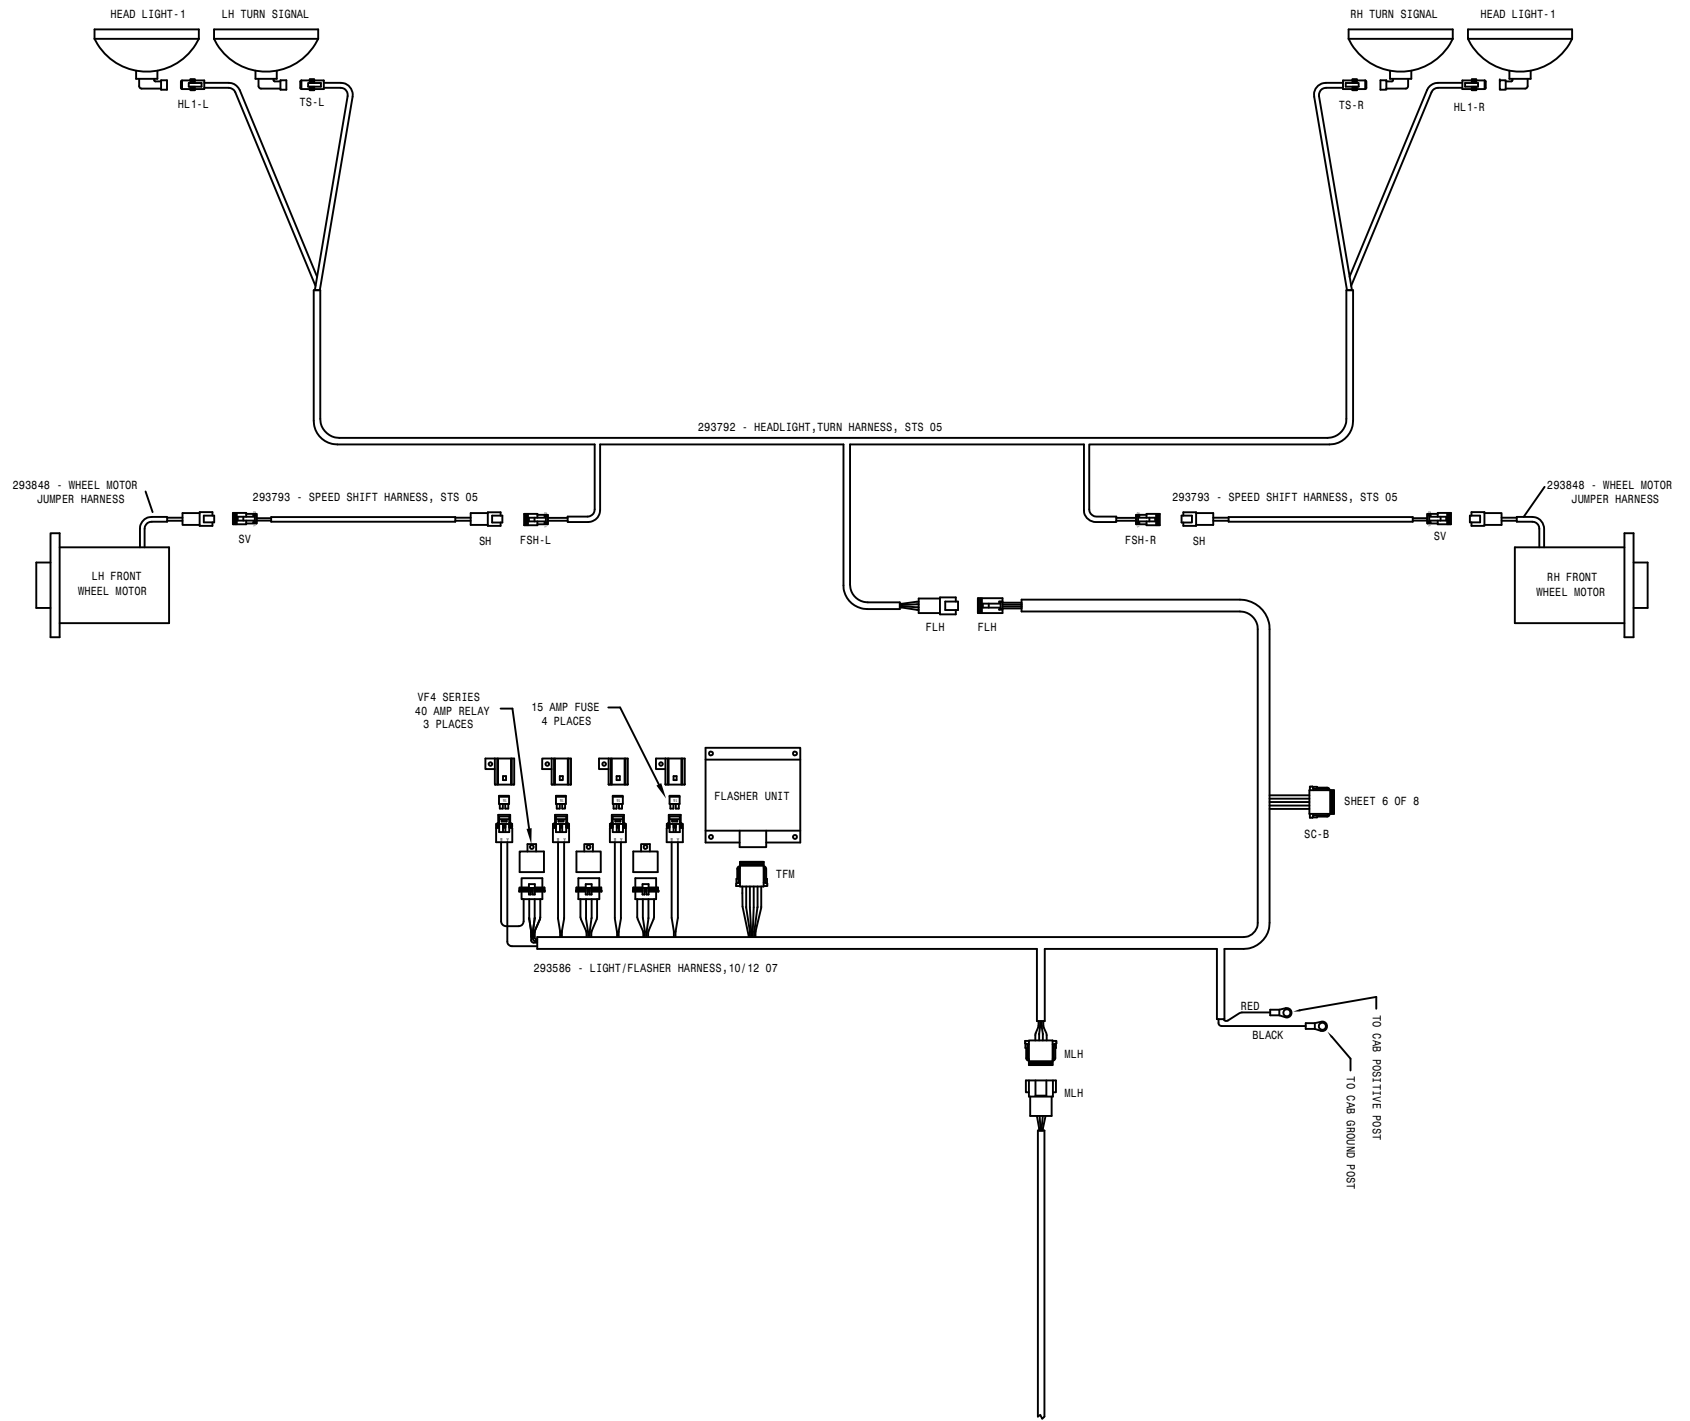 HEAD LIGHT-1
LH TURN SIGNAL
RH TURN SIGNAL
HEAD LIGHT-1
HL1-L
TS-L
TS-R
HL1-R
293792 - HEADLIGHT,TURN HARNESS, STS 05
293848 - WHEEL MOTOR
JUMPER HARNESS
293793 - SPEED SHIFT HARNESS, STS 05
293793 - SPEED SHIFT HARNESS, STS 05
293848 - WHEEL MOTOR
JUMPER HARNESS
SV
SH
FSH-L
FSH-R
SH
SV
LH FRONT
WHEEL MOTOR
RH FRONT
WHEEL MOTOR
FLH
FLH
VF4 SERIES
40 AMP RELAY
3 PLACES
15 AMP FUSE
4 PLACES
FLASHER UNIT
SHEET 6 OF 8
SC-B
TFM
293586 - LIGHT/FLASHER HARNESS,10/12 07
RED
BLACK
TO CAB POSITIVE POST
TO CAB GROUND POST
MLH
MLH